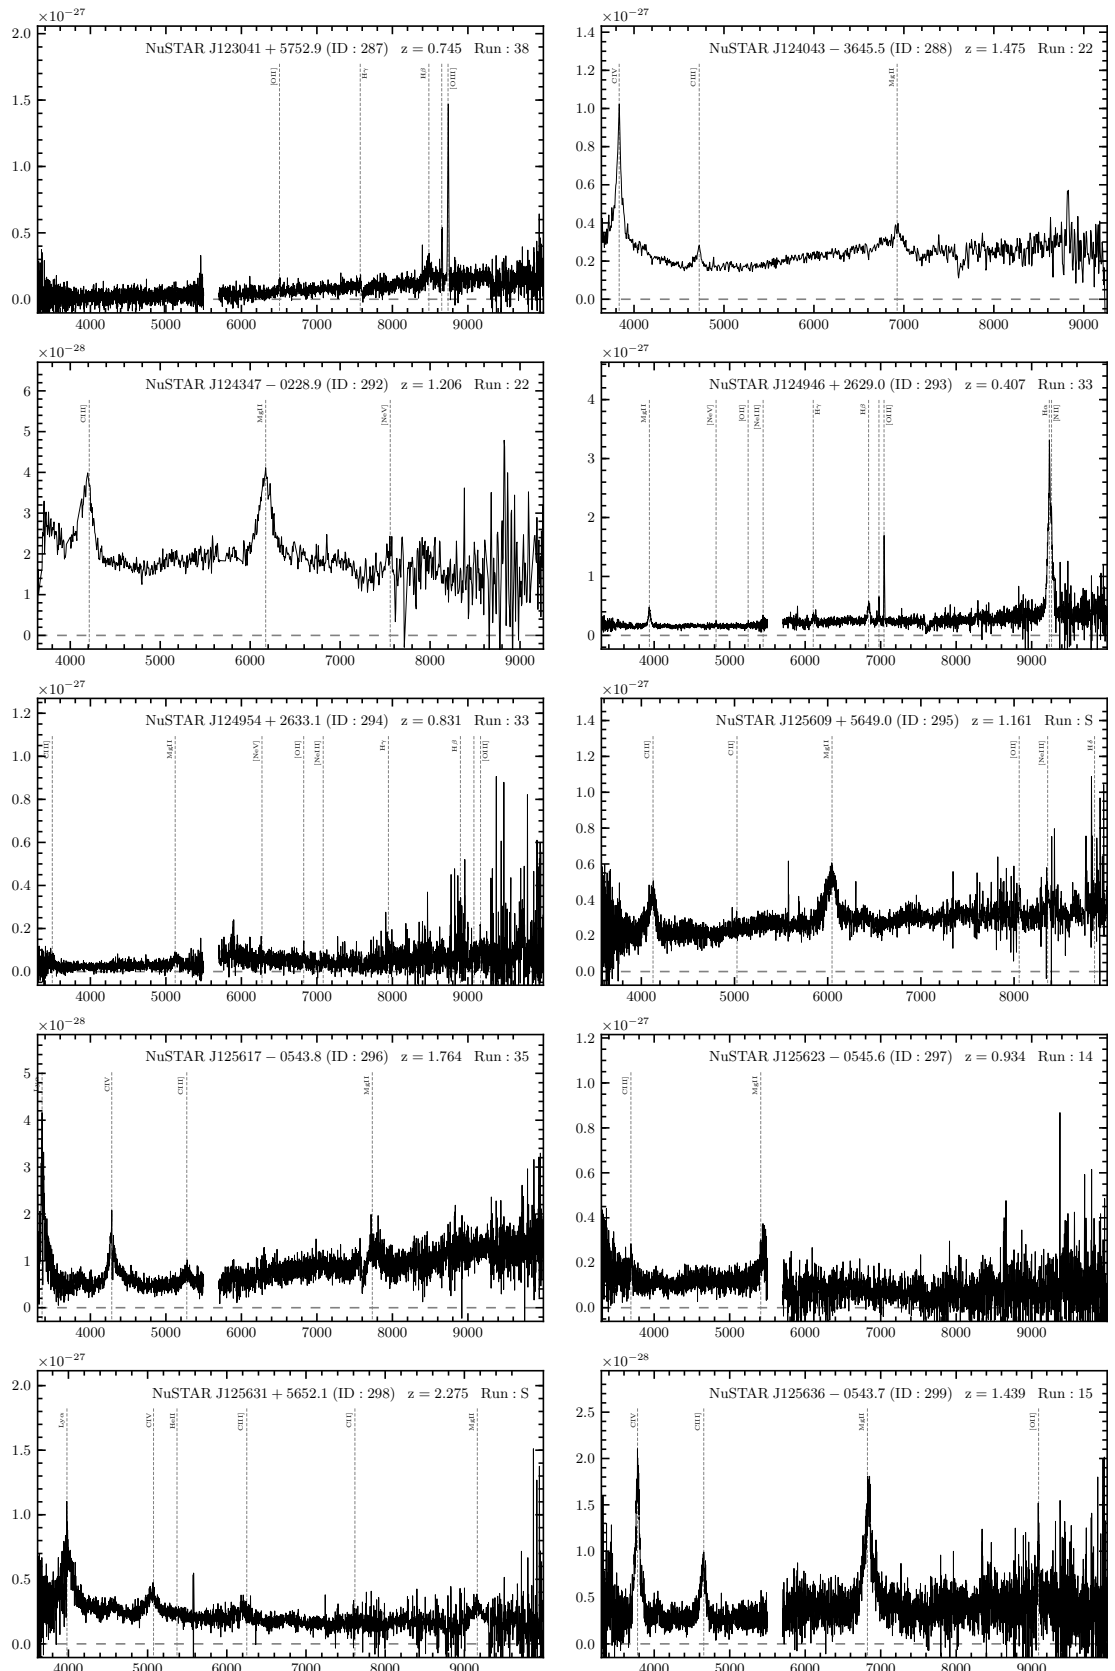 ×10⁻²⁷
NuSTAR J123041 + 5752.9 (ID : 287) z = 0.745 Run : 38
[OII] Hγ Hβ [OIII]
2.0
1.5
1.0
0.5
0.0
4000 5000 6000 7000 8000 9000
×10⁻²⁷
NuSTAR J124043 − 3645.5 (ID : 288) z = 1.475 Run : 22
CIV CIII] MgII
1.4
1.2
1.0
0.8
0.6
0.4
0.2
0.0
4000 5000 6000 7000 8000 9000
×10⁻²⁸
NuSTAR J124347 − 0228.9 (ID : 292) z = 1.206 Run : 22
CIII] MgII [NeV]
6
5
4
3
2
1
0
4000 5000 6000 7000 8000 9000
×10⁻²⁷
NuSTAR J124946 + 2629.0 (ID : 293) z = 0.407 Run : 33
MgII [NeV] [OII] [NeIII] Hγ Hβ [OIII] Hα [NII]
4
3
2
1
0
4000 5000 6000 7000 8000 9000
×10⁻²⁷
NuSTAR J124954 + 2633.1 (ID : 294) z = 0.831 Run : 33
CIII] MgII [NeV] [OII] [NeIII] Hγ Hβ [OIII]
1.2
1.0
0.8
0.6
0.4
0.2
0.0
4000 5000 6000 7000 8000 9000
×10⁻²⁷
NuSTAR J125609 + 5649.0 (ID : 295) z = 1.161 Run : S
CIII] CII] MgII [OII] [NeIII] Hδ
1.4
1.2
1.0
0.8
0.6
0.4
0.2
0.0
4000 5000 6000 7000 8000
×10⁻²⁸
NuSTAR J125617 − 0543.8 (ID : 296) z = 1.764 Run : 35
CIV CIII] MgII
5
4
3
2
1
0
4000 5000 6000 7000 8000 9000
×10⁻²⁷
NuSTAR J125623 − 0545.6 (ID : 297) z = 0.934 Run : 14
CIII] MgII
1.2
1.0
0.8
0.6
0.4
0.2
0.0
4000 5000 6000 7000 8000 9000
×10⁻²⁷
NuSTAR J125631 + 5652.1 (ID : 298) z = 2.275 Run : S
Lyα CIV HeII CIII] CII] MgII
2.0
1.5
1.0
0.5
0.0
4000 5000 6000 7000 8000 9000
×10⁻²⁸
NuSTAR J125636 − 0543.7 (ID : 299) z = 1.439 Run : 15
CIV CIII] MgII [OII]
2.5
2.0
1.5
1.0
0.5
0.0
4000 5000 6000 7000 8000 9000